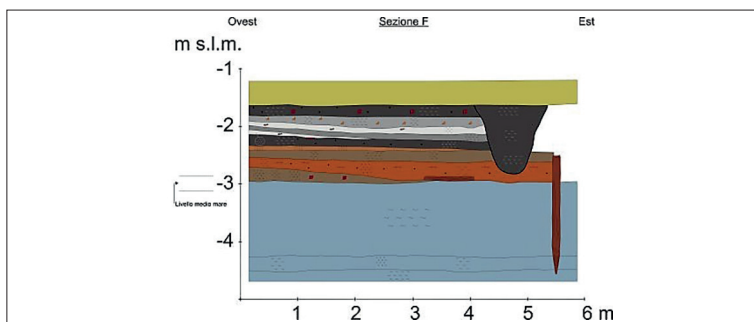 Ovest Sezione F Est
m s.l.m.
-1
-2
-3
Livello medio mare
-4
1 2 3 4 5 6 m